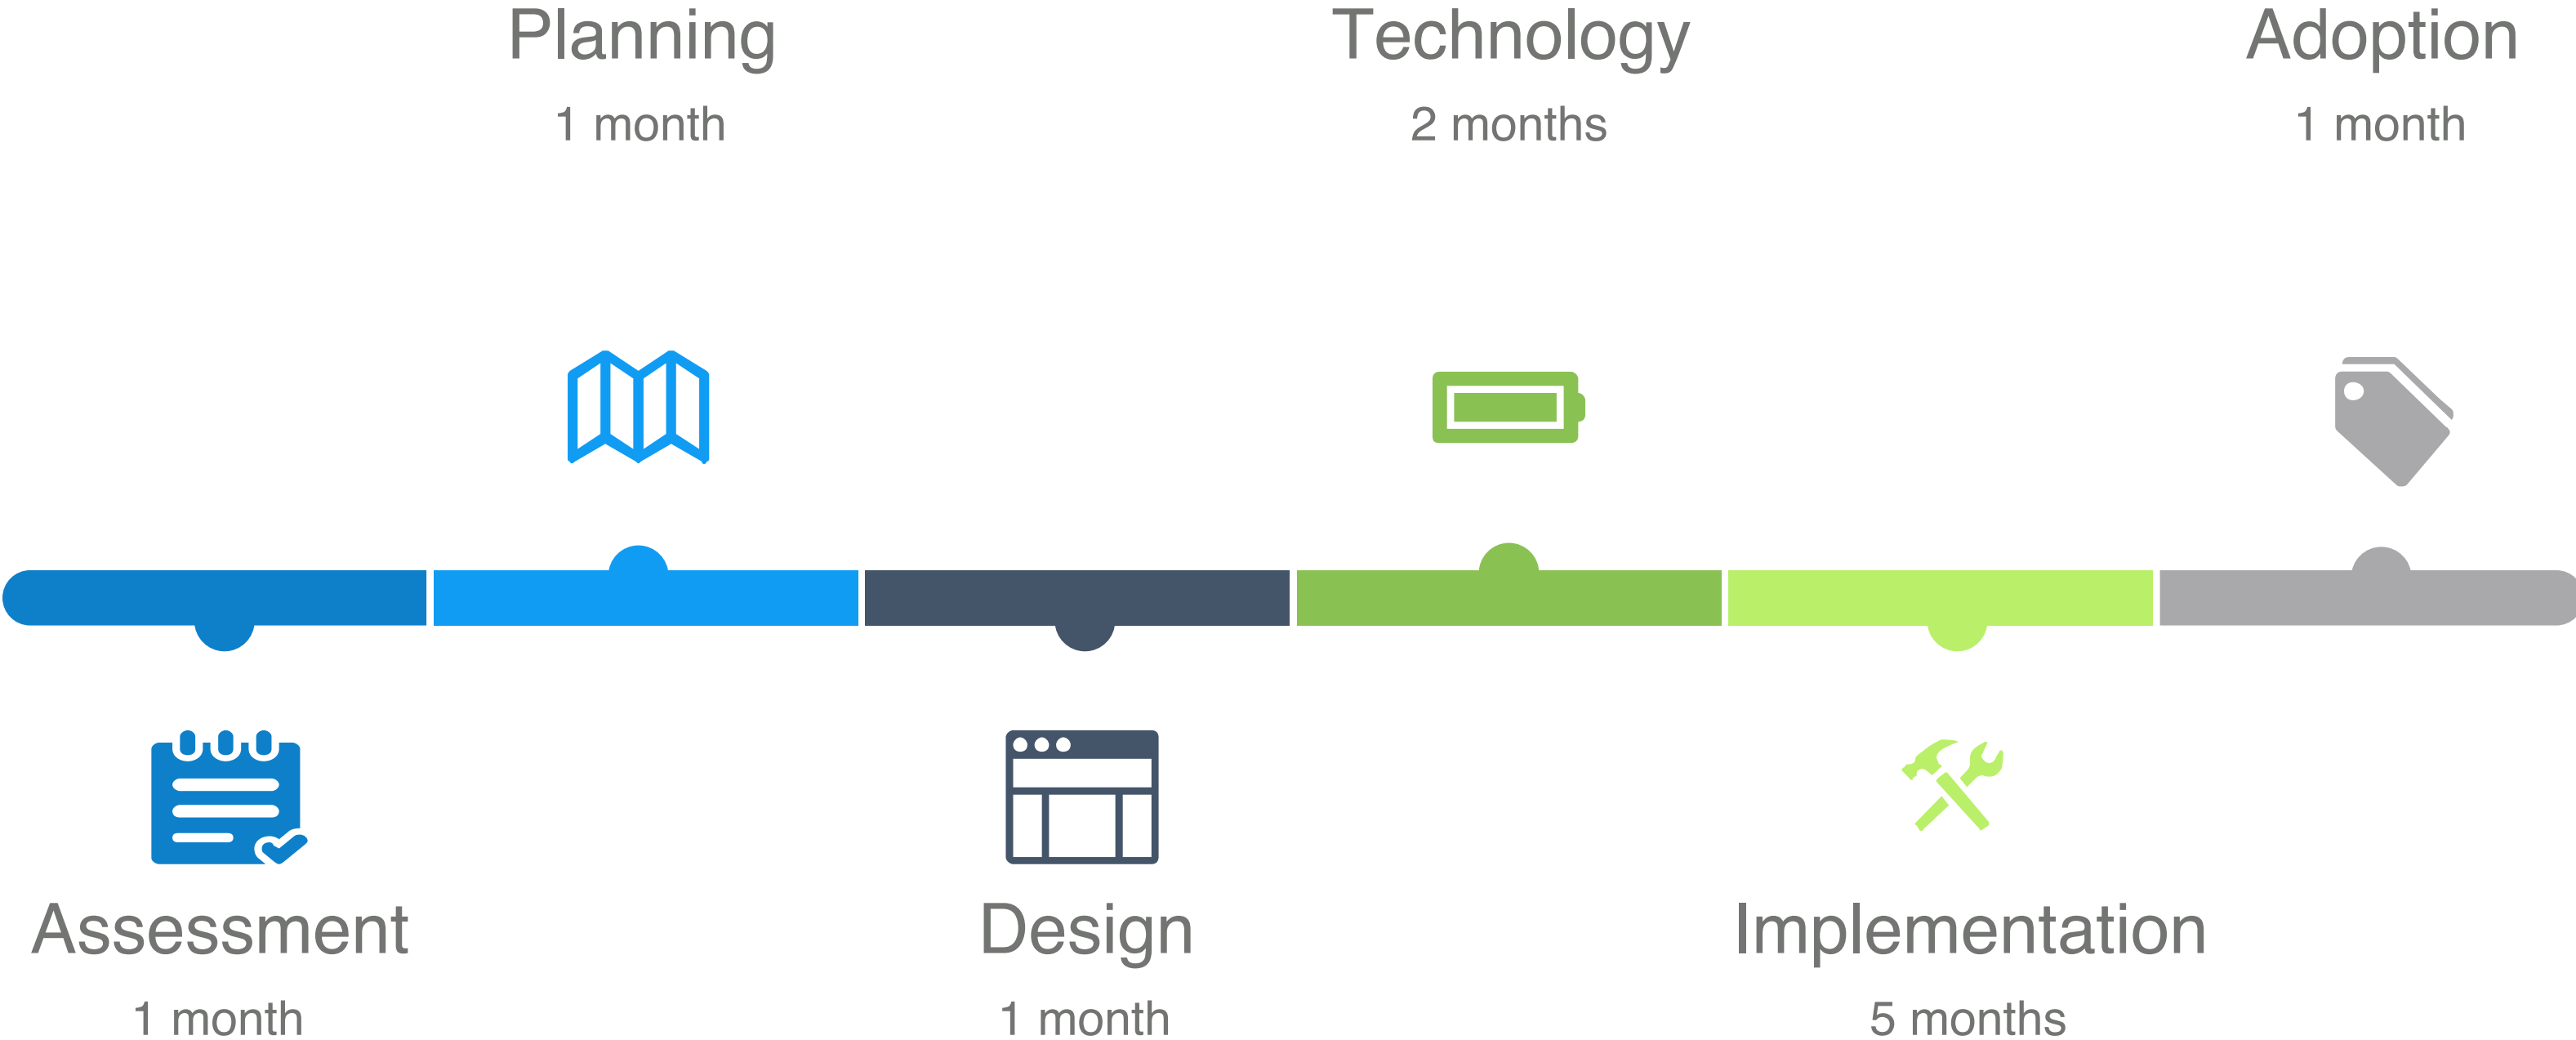 Planning
1 month
Technology
2 months
Adoption
1 month
Assessment
1 month
Design
1 month
Implementation
5 months